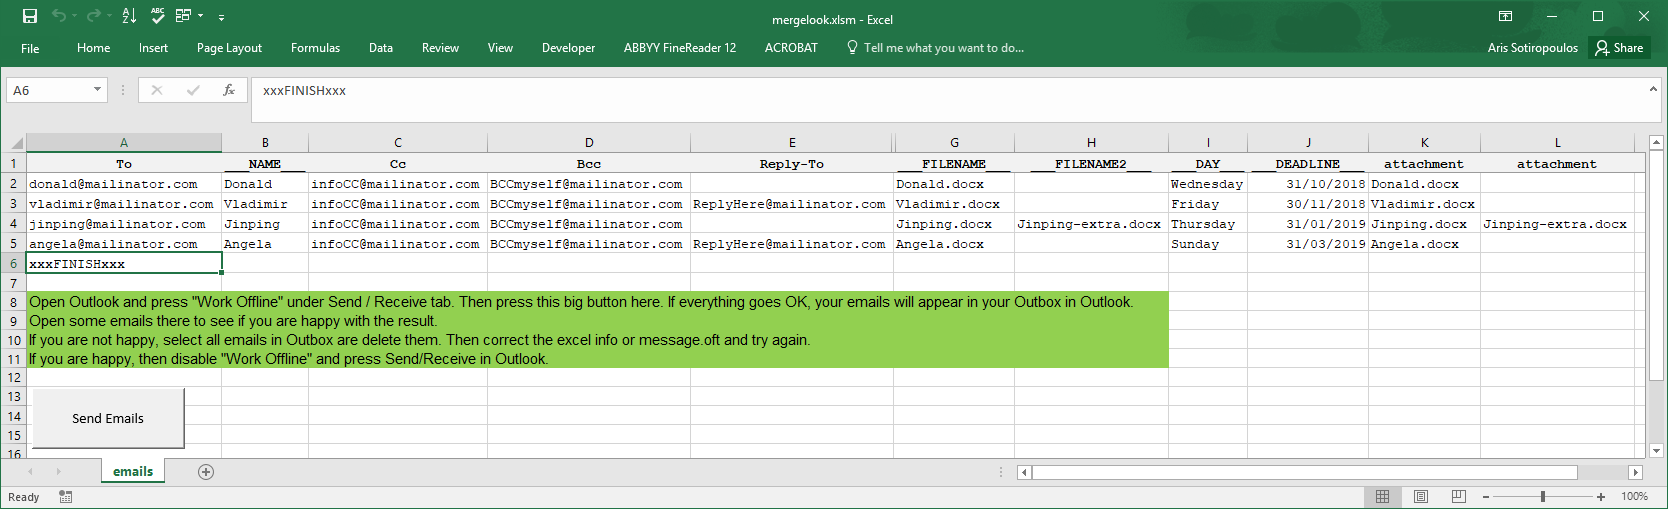 mergelook.xlsm - Excel
File Home Insert Page Layout Formulas Data Review View Developer ABBYY FineReader 12 ACROBAT Tell me what you want to do... Aris Sotiropoulos Share
A6 fx xxxFINISHxxx
A B C D E G H I J K L
1 To ___NAME___ Cc Bcc Reply-To ___FILENAME___ ___FILENAME2___ ___DAY___ ___DEADLINE___ attachment attachment
2 donald@mailinator.com Donald infoCC@mailinator.com BCCmyself@mailinator.com Donald.docx Wednesday 31/10/2018 Donald.docx
3 vladimir@mailinator.com Vladimir infoCC@mailinator.com BCCmyself@mailinator.com ReplyHere@mailinator.com Vladimir.docx Friday 30/11/2018 Vladimir.docx
4 jinping@mailinator.com Jinping infoCC@mailinator.com BCCmyself@mailinator.com Jinping.docx Jinping-extra.docx Thursday 31/01/2019 Jinping.docx Jinping-extra.docx
5 angela@mailinator.com Angela infoCC@mailinator.com BCCmyself@mailinator.com ReplyHere@mailinator.com Angela.docx Sunday 31/03/2019 Angela.docx
6 xxxFINISHxxx
7
8 Open Outlook and press "Work Offline" under Send / Receive tab. Then press this big button here. If everything goes OK, your emails will appear in your Outbox in Outlook.
9 Open some emails there to see if you are happy with the result.
10 If you are not happy, select all emails in Outbox are delete them. Then correct the excel info or message.oft and try again.
11 If you are happy, then disable "Work Offline" and press Send/Receive in Outlook.
12
13
14 Send Emails
15
16
emails
Ready 100%